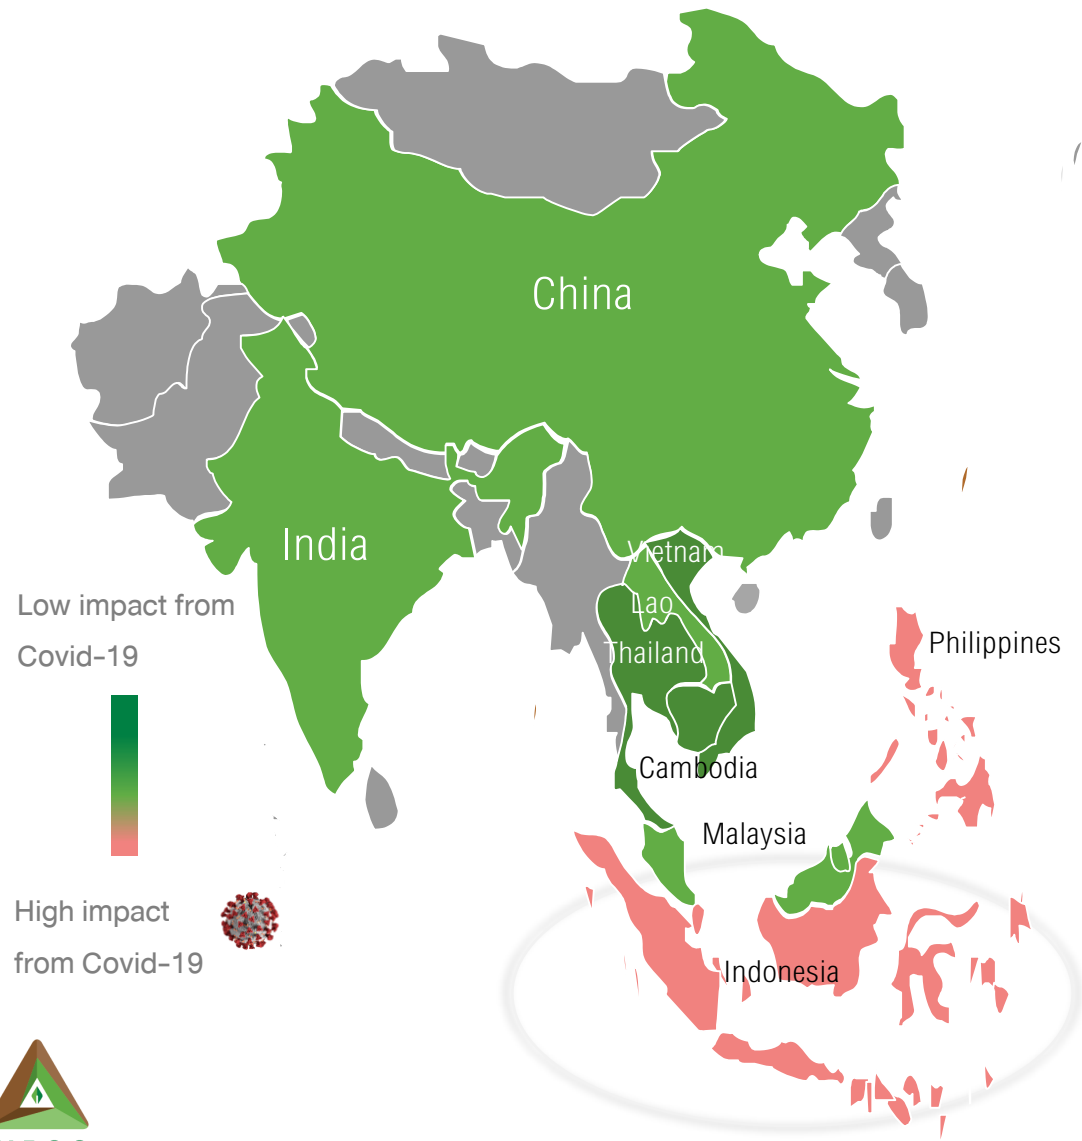 China
India
Vietnam
Low impact from
Lao
Covid-19
Thailand
Philippines
Cambodia
Malaysia
High impact
from Covid-19
Indonesia